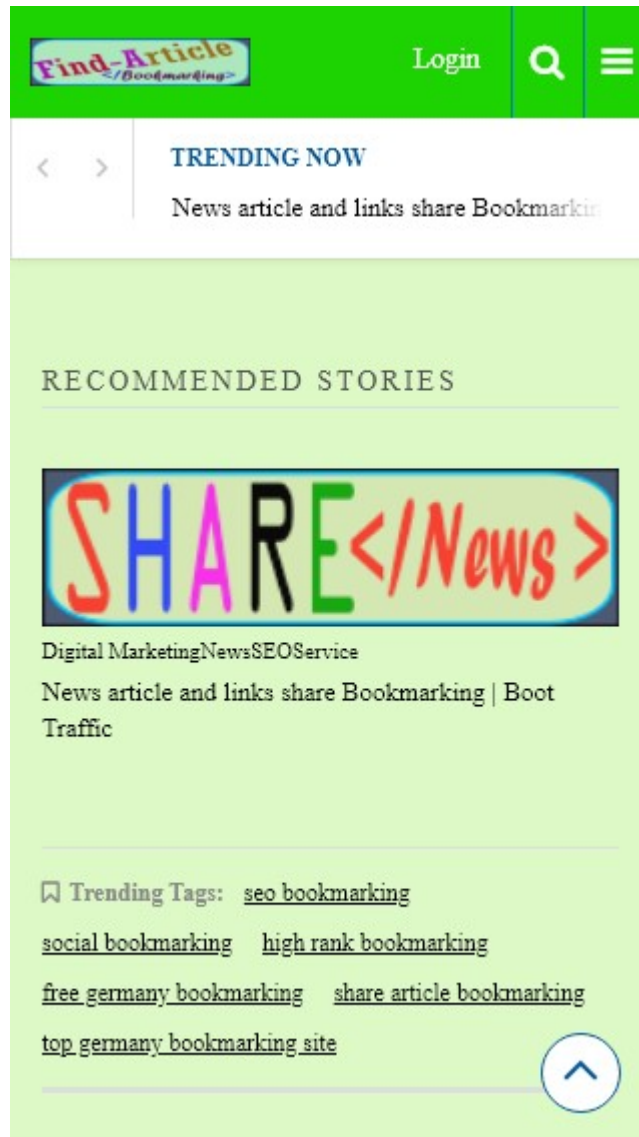 Find-Article
</Bookmarking>
Login
TRENDING NOW
News article and links share Bookmarkin
RECOMMENDED STORIES
SHARE</News>
Digital MarketingNewsSEOService
News article and links share Bookmarking | Boot
Traffic
Trending Tags: seo bookmarking
social bookmarking high rank bookmarking
free germany bookmarking share article bookmarking
top germany bookmarking site